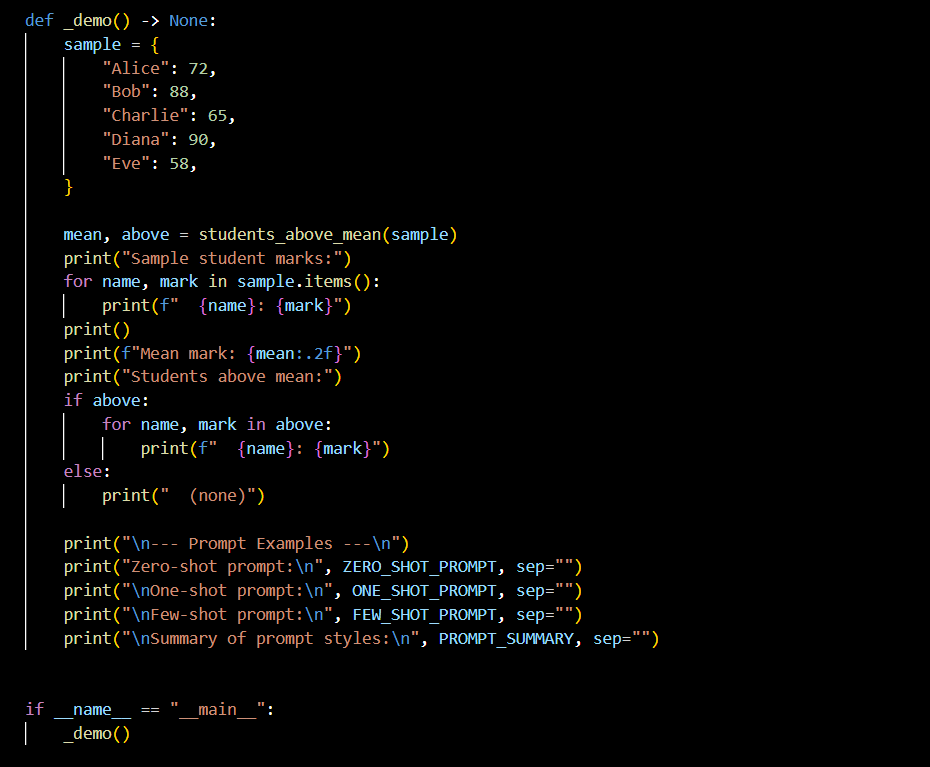 def _demo() -> None:
    sample = {
        "Alice": 72,
        "Bob": 88,
        "Charlie": 65,
        "Diana": 90,
        "Eve": 58,
    }

    mean, above = students_above_mean(sample)
    print("Sample student marks:")
    for name, mark in sample.items():
        print(f"  {name}: {mark}")
    print()
    print(f"Mean mark: {mean:.2f}")
    print("Students above mean:")
    if above:
        for name, mark in above:
            print(f"  {name}: {mark}")
    else:
        print("  (none)")

    print("\n--- Prompt Examples ---\n")
    print("Zero-shot prompt:\n", ZERO_SHOT_PROMPT, sep="")
    print("\nOne-shot prompt:\n", ONE_SHOT_PROMPT, sep="")
    print("\nFew-shot prompt:\n", FEW_SHOT_PROMPT, sep="")
    print("\nSummary of prompt styles:\n", PROMPT_SUMMARY, sep="")


if __name__ == "__main__":
    _demo()